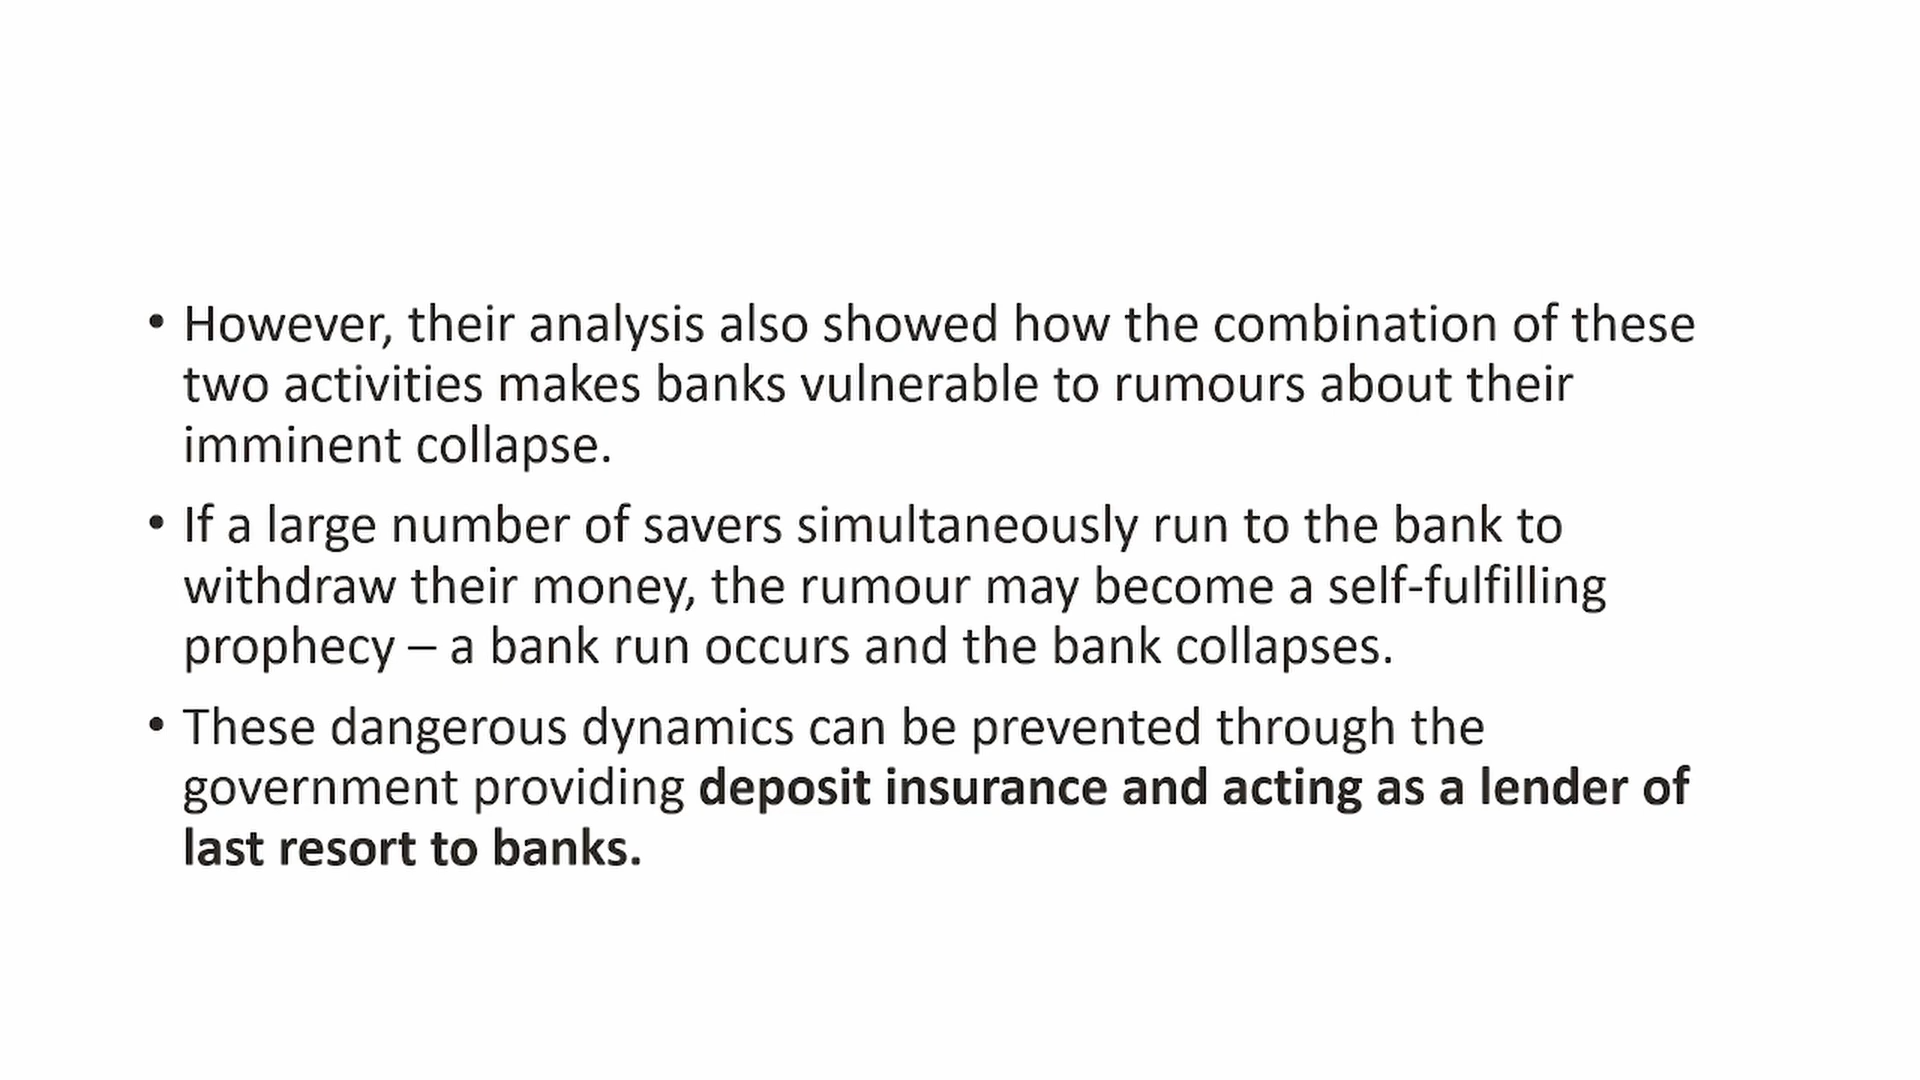 • However, their analysis also showed how the combination of these
two activities makes banks vulnerable to rumours about their
imminent collapse.
• If a large number of savers simultaneously run to the bank to
withdraw their money, the rumour may become a self-fulfilling
prophecy – a bank run occurs and the bank collapses.
• These dangerous dynamics can be prevented through the
government providing deposit insurance and acting as a lender of
last resort to banks.